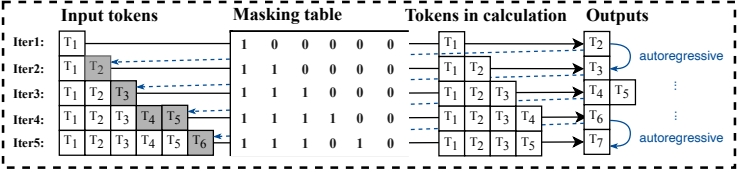 Input tokens Masking table Tokens in calculation Outputs
Iter1: T1 1 0 0 0 0 0 T1 T2
autoregressive
Iter2: T1 T2 1 1 0 0 0 0 T1 T2 T3
Iter3: T1 T2 T3 1 1 1 0 0 0 T1 T2 T3 T4 T5 ⋮
Iter4: T1 T2 T3 T4 T5 1 1 1 1 0 0 T1 T2 T3 T4 T6 ⋮
Iter5: T1 T2 T3 T4 T5 T6 1 1 1 0 1 0 T1 T2 T3 T5 T7
autoregressive